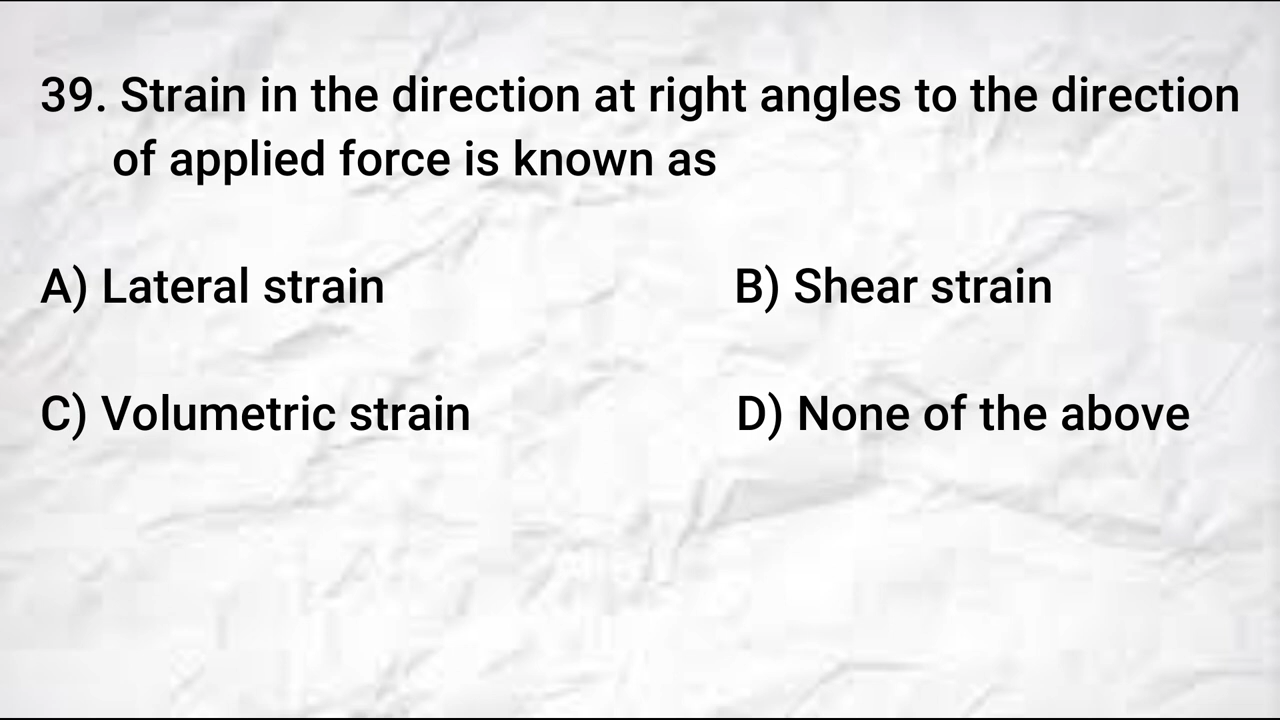 39. Strain in the direction at right angles to the direction
of applied force is known as
A) Lateral strain
B) Shear strain
C) Volumetric strain
D) None of the above